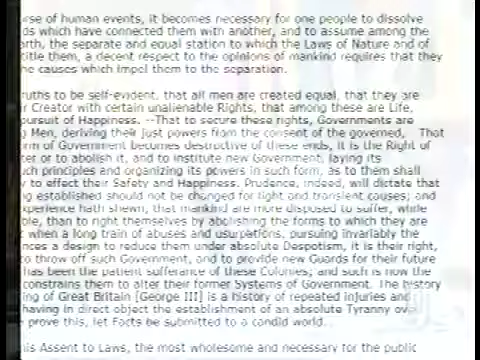 rse of human events, it becomes necessary for one people to dissolve
ds which have connected them with another, and to assume among the
arth, the separate and equal station to which the Laws of Nature and of
title them, a decent respect to the opinions of mankind requires that they
he causes which impel them to the separation.
ruths to be self-evident, that all men are created equal, that they are
r Creator with certain unalienable Rights, that among these are Life,
pursuit of Happiness. --That to secure these rights, Governments are
g Men, deriving their just powers from the consent of the governed, That
rm of Government becomes destructive of these ends, it is the Right of
ter or to abolish it, and to institute new Government, laying its
uch principles and organizing its powers in such form, as to them shall
y to effect their Safety and Happiness. Prudence, indeed, will dictate that
ng established should not be changed for light and transient causes; and
xperience hath shewn, that mankind are more disposed to suffer, while
ble, than to right themselves by abolishing the forms to which they are
when a long train of abuses and usurpations, pursuing invariably the
nces a design to reduce them under absolute Despotism, it is their right,
o throw off such Government, and to provide new Guards for their future
has been the patient sufferance of these Colonies; and such is now the
constrains them to alter their former Systems of Government. The history
ing of Great Britain [George III] is a history of repeated injuries and
having in direct object the establishment of an absolute Tyranny ov
o prove this, let Facts be submitted to a candid world.
his Assent to Laws, the most wholesome and necessary for the public